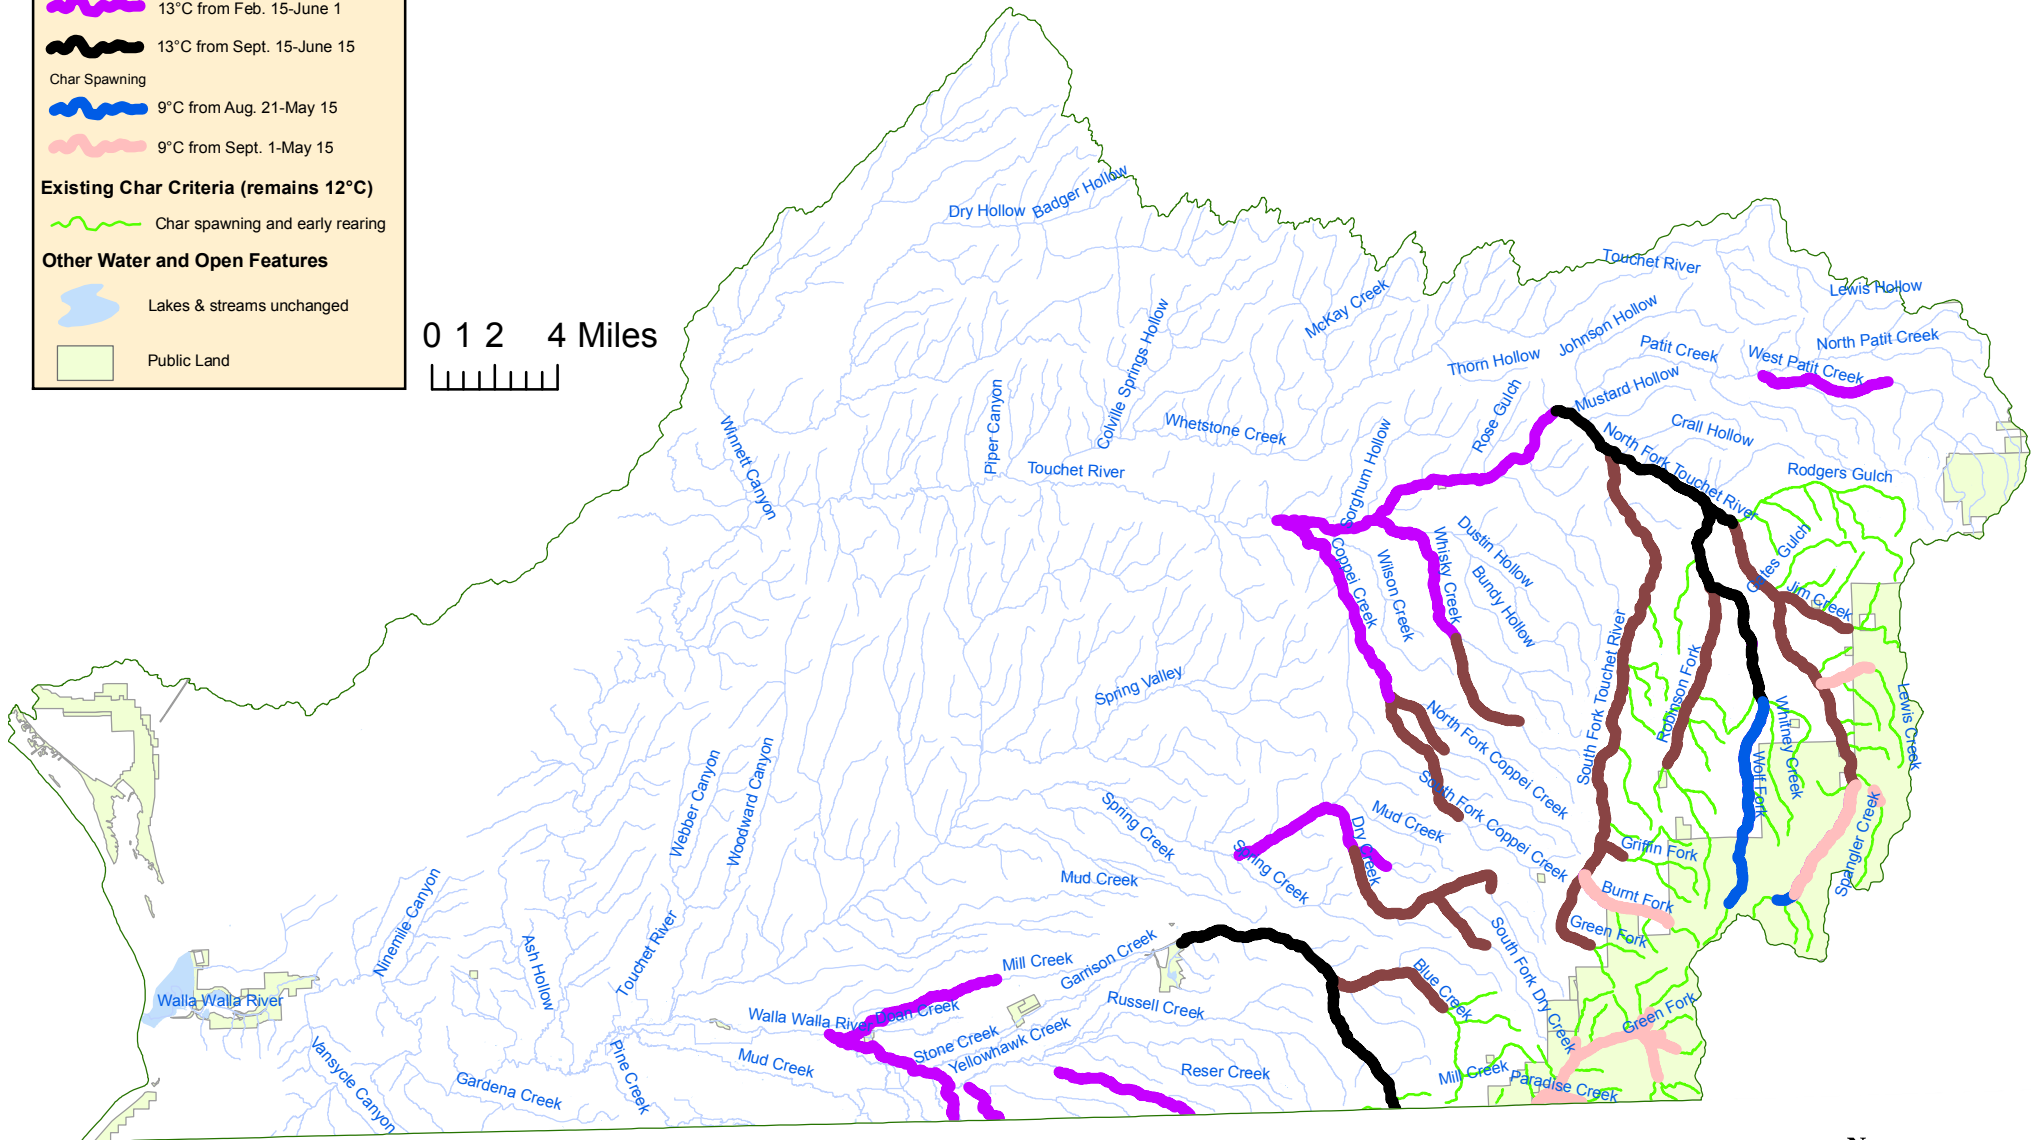 13°C from Feb. 15-June 1
13°C from Sept. 15-June 15
Char Spawning
9°C from Aug. 21-May 15
9°C from Sept. 1-May 15
Existing Char Criteria (remains 12°C)
Char spawning and early rearing
Other Water and Open Features
Lakes & streams unchanged
Public Land
0 1 2 4 Miles
Dry Hollow
Badger Hollow
Touchet River
Lewis Hollow
McKay Creek
Johnson Hollow
North Patit Creek
Patit Creek
West Patit Creek
Thorn Hollow
Mustard Hollow
Colville Springs Hollow
Piper Canyon
Rose Gulch
Crall Hollow
Whetstone Creek
Winnett Canyon
Sorghum Hollow
North Fork Touchet River
Touchet River
Rodgers Gulch
Coppei Creek
Wilson Creek
Whisky Creek
Dustin Hollow
Bundy Hollow
Gates Gulch
Jim Creek
South Fork Touchet River
Robinson Fork
Spring Valley
North Fork Coppei Creek
Whitney Creek
Wolf Fork
Lewis Creek
Webber Canyon
Woodward Canyon
Spring Creek
Mud Creek
South Fork Coppei Creek
Dry Creek
Spring Creek
Griffin Fork
Spangler Creek
Mud Creek
Burnt Fork
Green Fork
Ninemile Canyon
Ash Hollow
Touchet River
Mill Creek
Garrison Creek
Blue Creek
South Fork Dry Creek
Walla Walla River
Walla Walla River
Doan Creek
Russell Creek
Green Fork
Stone Creek
Yellowhawk Creek
Vansycle Canyon
Gardena Creek
Pine Creek
Mud Creek
Reser Creek
Mill Creek
Paradise Creek
N